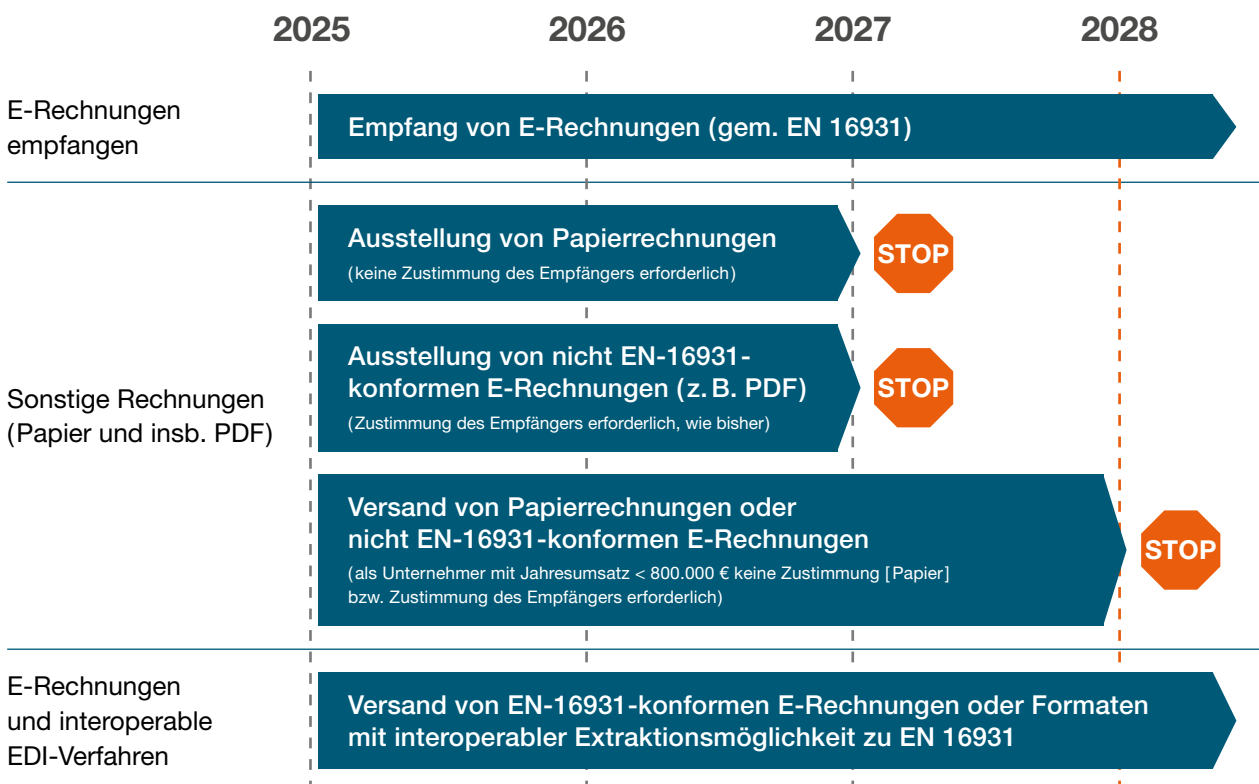 2025 2026 2027 2028
E-Rechnungen
empfangen
Empfang von E-Rechnungen (gem. EN 16931)
Sonstige Rechnungen
(Papier und insb. PDF)
Ausstellung von Papierrechnungen
(keine Zustimmung des Empfängers erforderlich)
STOP
Ausstellung von nicht EN-16931-
konformen E-Rechnungen (z. B. PDF)
(Zustimmung des Empfängers erforderlich, wie bisher)
STOP
Versand von Papierrechnungen oder
nicht EN-16931-konformen E-Rechnungen
(als Unternehmer mit Jahresumsatz < 800.000 € keine Zustimmung [Papier]
bzw. Zustimmung des Empfängers erforderlich)
STOP
E-Rechnungen
und interoperable
EDI-Verfahren
Versand von EN-16931-konformen E-Rechnungen oder Formaten
mit interoperabler Extraktionsmöglichkeit zu EN 16931